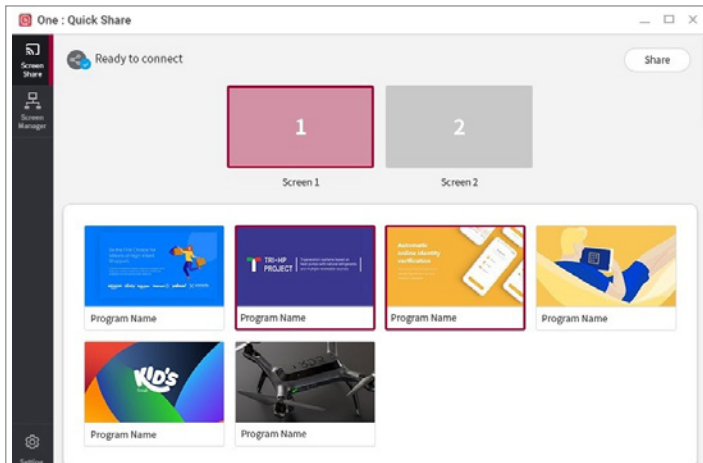 One : Quick Share
Screen
Share
Ready to connect
Share
Screen
Manager
1
2
Screen 1
Screen 2
TRI-HP
PROJECT
Automatic
online identity
verification
Program Name
Program Name
Program Name
Program Name
KID'S
Program Name
Program Name
Setting